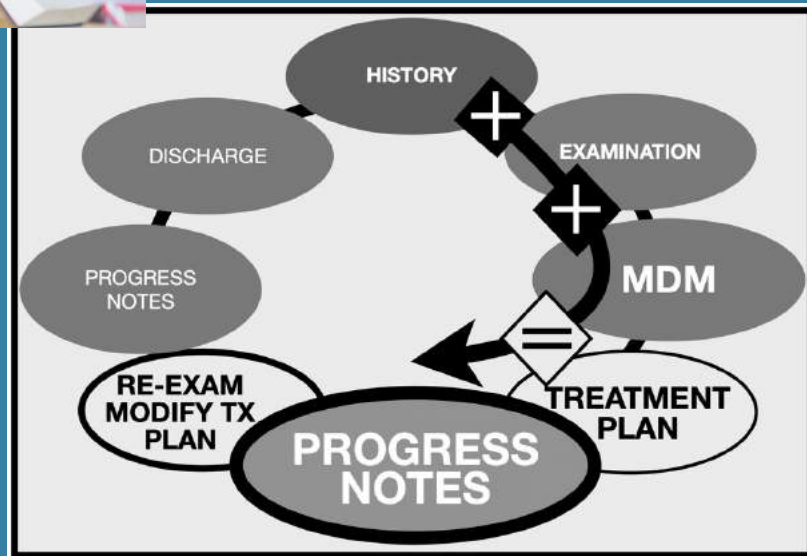 HISTORY
EXAMINATION
MDM
TREATMENT
PLAN
PROGRESS
NOTES
RE-EXAM
MODIFY TX
PLAN
PROGRESS
NOTES
DISCHARGE
+
+
=